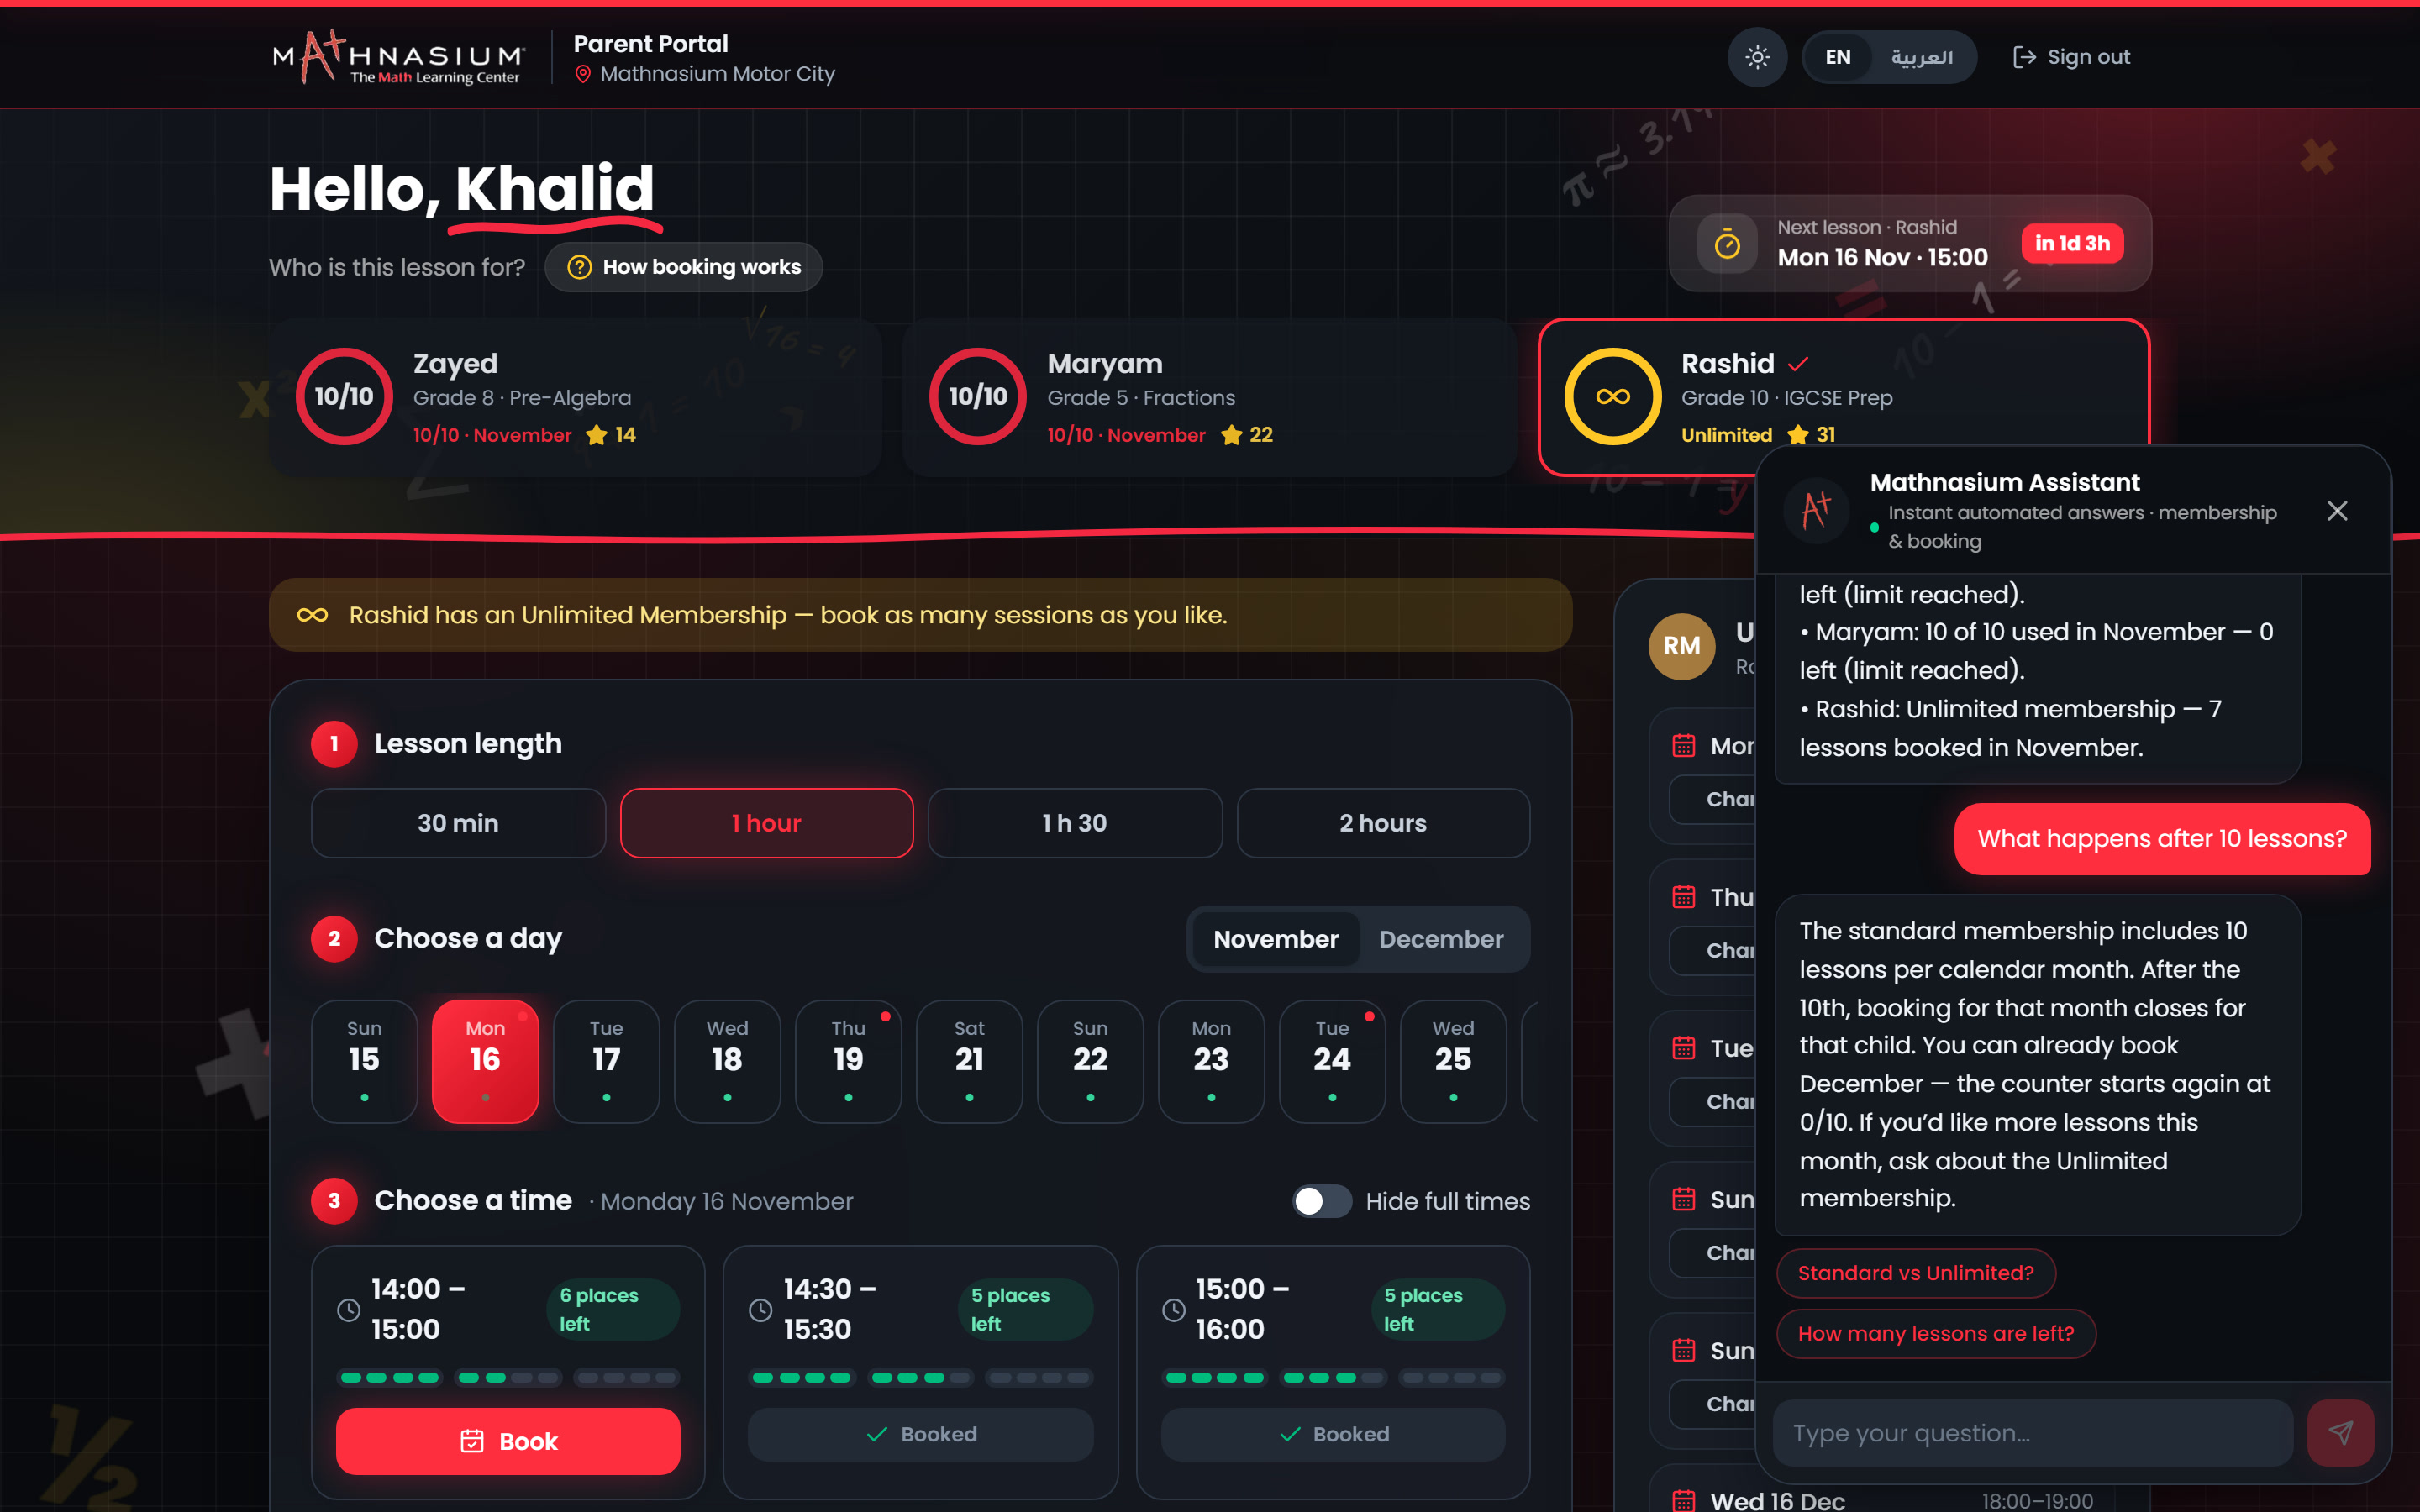 MATHNASIUM
The Math Learning Center
Parent Portal
Mathnasium Motor City
EN
العربية
Sign out
Hello, Khalid
Who is this lesson for?
How booking works
π ≈ 3.14
Next lesson · Rashid
Mon 16 Nov · 15:00
in 1d 3h
10/10
Zayed
Grade 8 · Pre-Algebra
10/10 · November
14
√16 = 4
10/10
Maryam
Grade 5 · Fractions
10/10 · November
22
∞
Rashid
Grade 10 · IGCSE Prep
Unlimited
31
Mathnasium Assistant
Instant automated answers · membership
& booking
left (limit reached).
• Maryam: 10 of 10 used in November — 0
left (limit reached).
• Rashid: Unlimited membership — 7
lessons booked in November.
What happens after 10 lessons?
The standard membership includes 10
lessons per calendar month. After the
10th, booking for that month closes for
that child. You can already book
December — the counter starts again at
0/10. If you’d like more lessons this
month, ask about the Unlimited
membership.
Standard vs Unlimited?
How many lessons are left?
Type your question...
Rashid has an Unlimited Membership — book as many sessions as you like.
1
Lesson length
30 min
1 hour
1 h 30
2 hours
2
Choose a day
November
December
Sun
15
Mon
16
Tue
17
Wed
18
Thu
19
Sat
21
Sun
22
Mon
23
Tue
24
Wed
25
3
Choose a time
· Monday 16 November
Hide full times
14:00 –
15:00
6 places
left
Book
14:30 –
15:30
5 places
left
Booked
15:00 –
16:00
5 places
left
Booked
RM
Mon
Thu
Tue
Sun
Sun
Wed 16 Dec
18:00–19:00
½